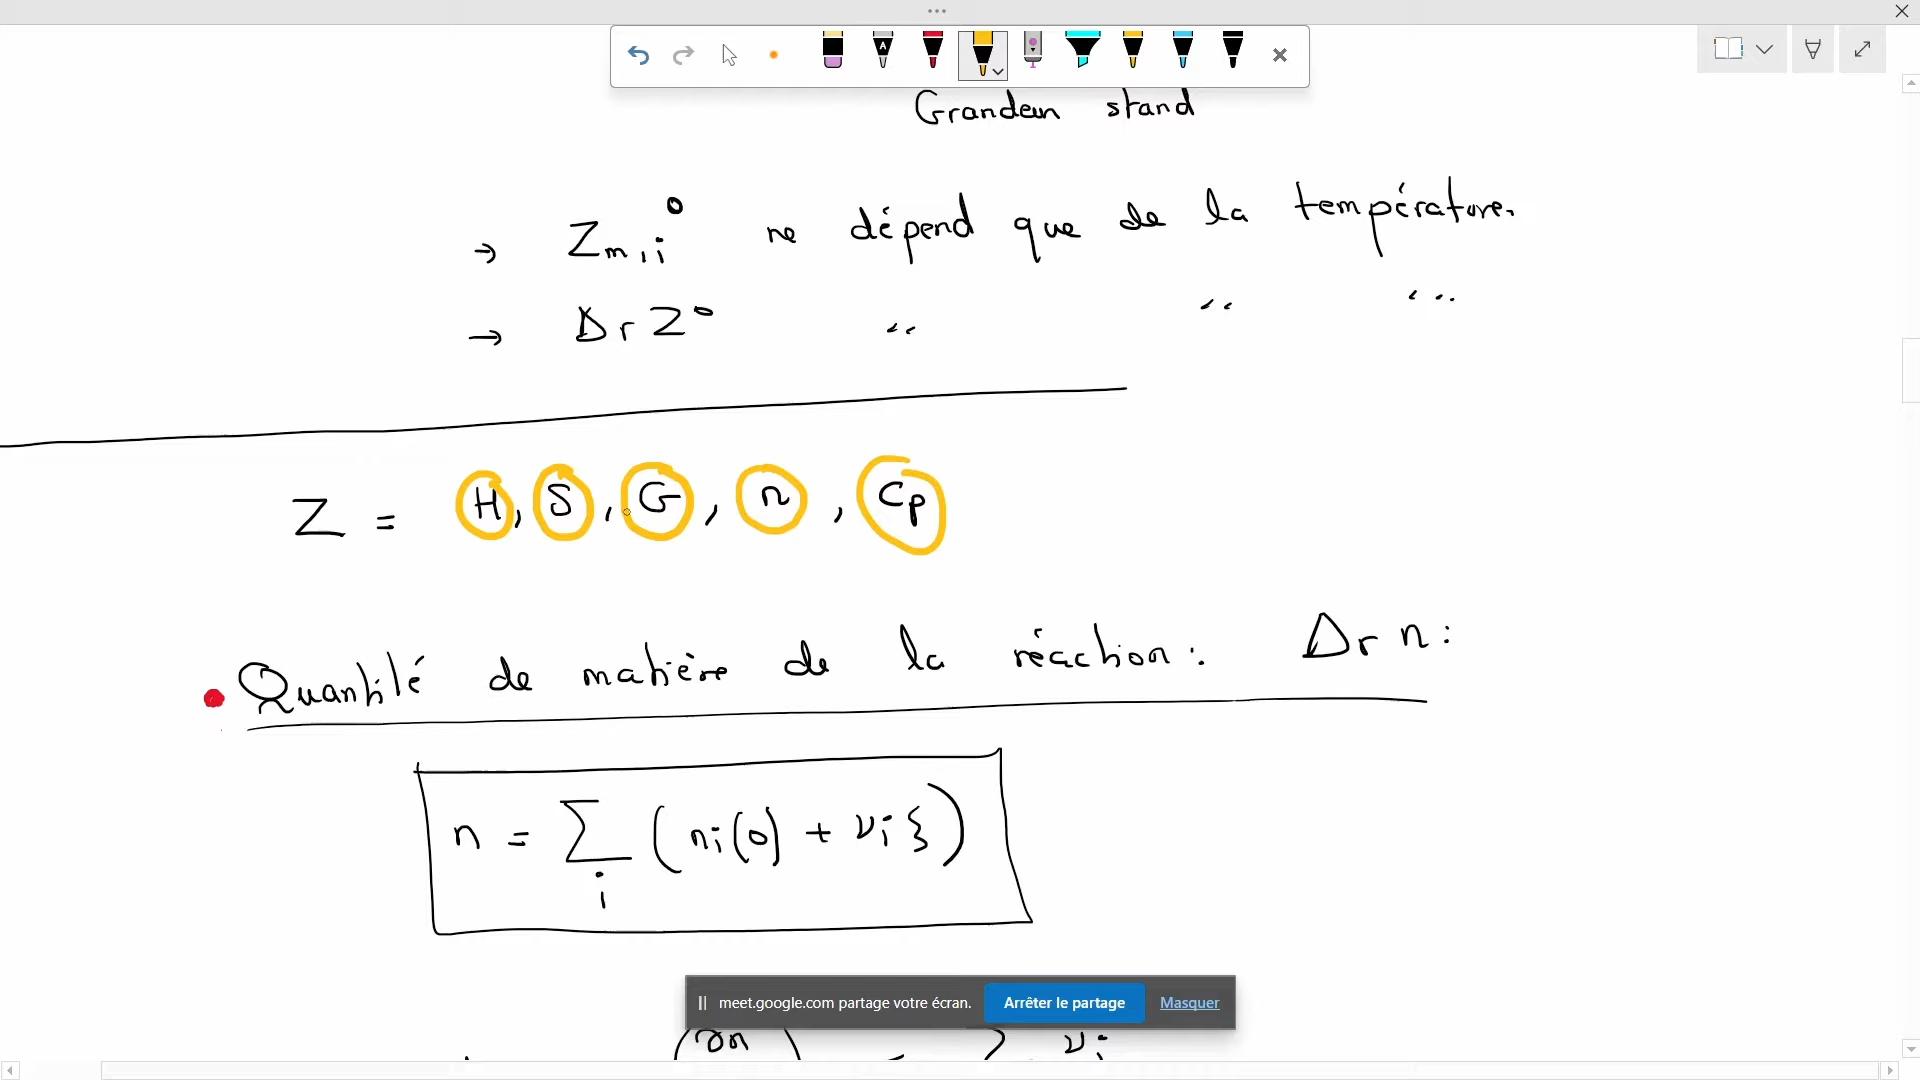 Grandeur stand
→ Zm,i° ne dépend que de la température.
→ ΔrZ° " " "..
Z = H, S, G, n, Cp
• Quantité de matière de la réaction : Δr n :
n = Σ (ni(0) + νi ξ)
i
meet.google.com partage votre écran. Arrêter le partage Masquer
(∂n ) = Σ νi